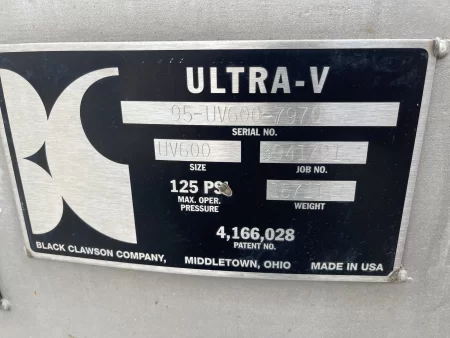 ULTRA-V
95-UV600-7970
SERIAL NO.
UV600
SIZE
JOB NO.
125 PSI
MAX. OPER.
PRESSURE
WEIGHT
4,166,028
PATENT NO.
BLACK CLAWSON COMPANY, MIDDLETOWN, OHIO MADE IN USA